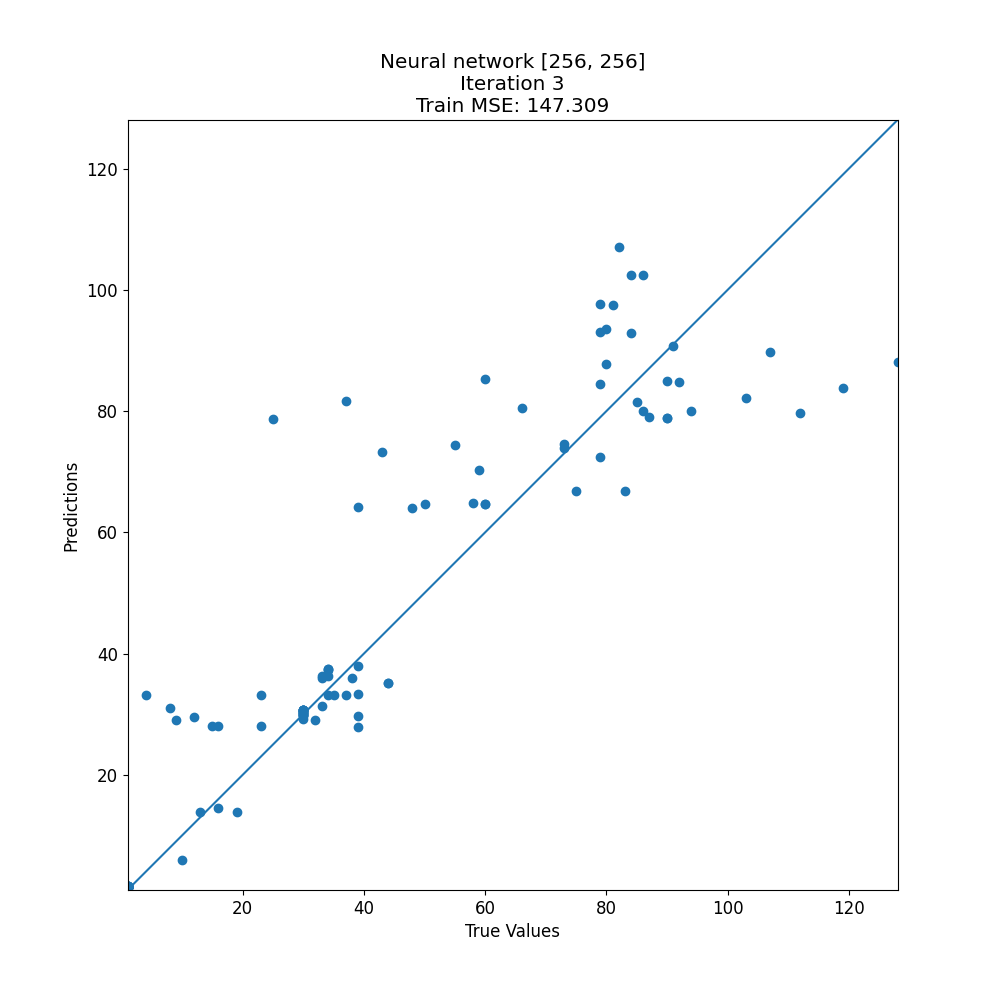 Neural network [256, 256]
Iteration 3
Train MSE: 147.309
120
100
80
60
40
20
Predictions
20 40 60 80 100 120
True Values